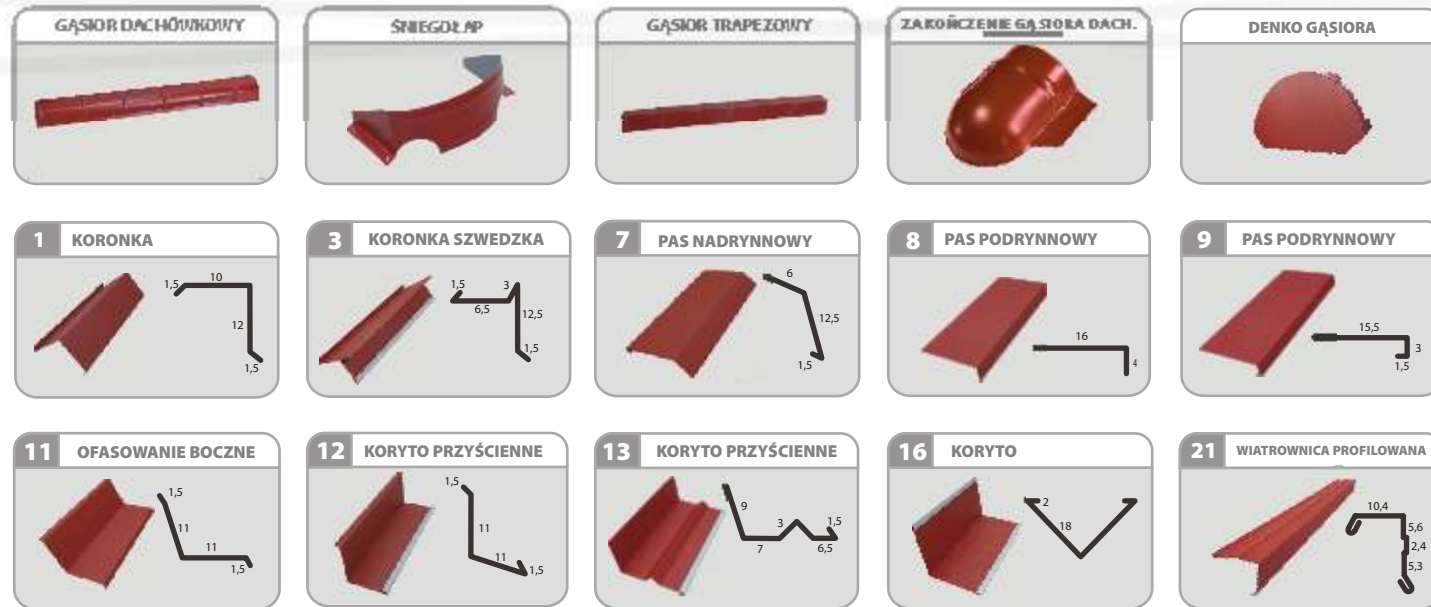 GĄSIOR DACHÓWKOWY
ŚNIEGOŁAP
GĄSIOR TRAPEZOWY
ZAKOŃCZENIE GĄSIORA DACH.
DENKO GĄSIORA
1 KORONKA
1,5
10
12
1,5
3 KORONKA SZWEDZKA
1,5
3
6,5
12,5
1,5
7 PAS NADRYNNOWY
6
12,5
1,5
8 PAS PODRYNNOWY
16
4
9 PAS PODRYNNOWY
15,5
3
1,5
11 OFASOWANIE BOCZNE
1,5
11
11
1,5
12 KORYTO PRZYŚCIENNE
1,5
11
11
1,5
13 KORYTO PRZYŚCIENNE
9
3
1,5
7
6,5
16 KORYTO
2
18
21 WIATROWNICA PROFILOWANA
10,4
5,6
2,4
5,3